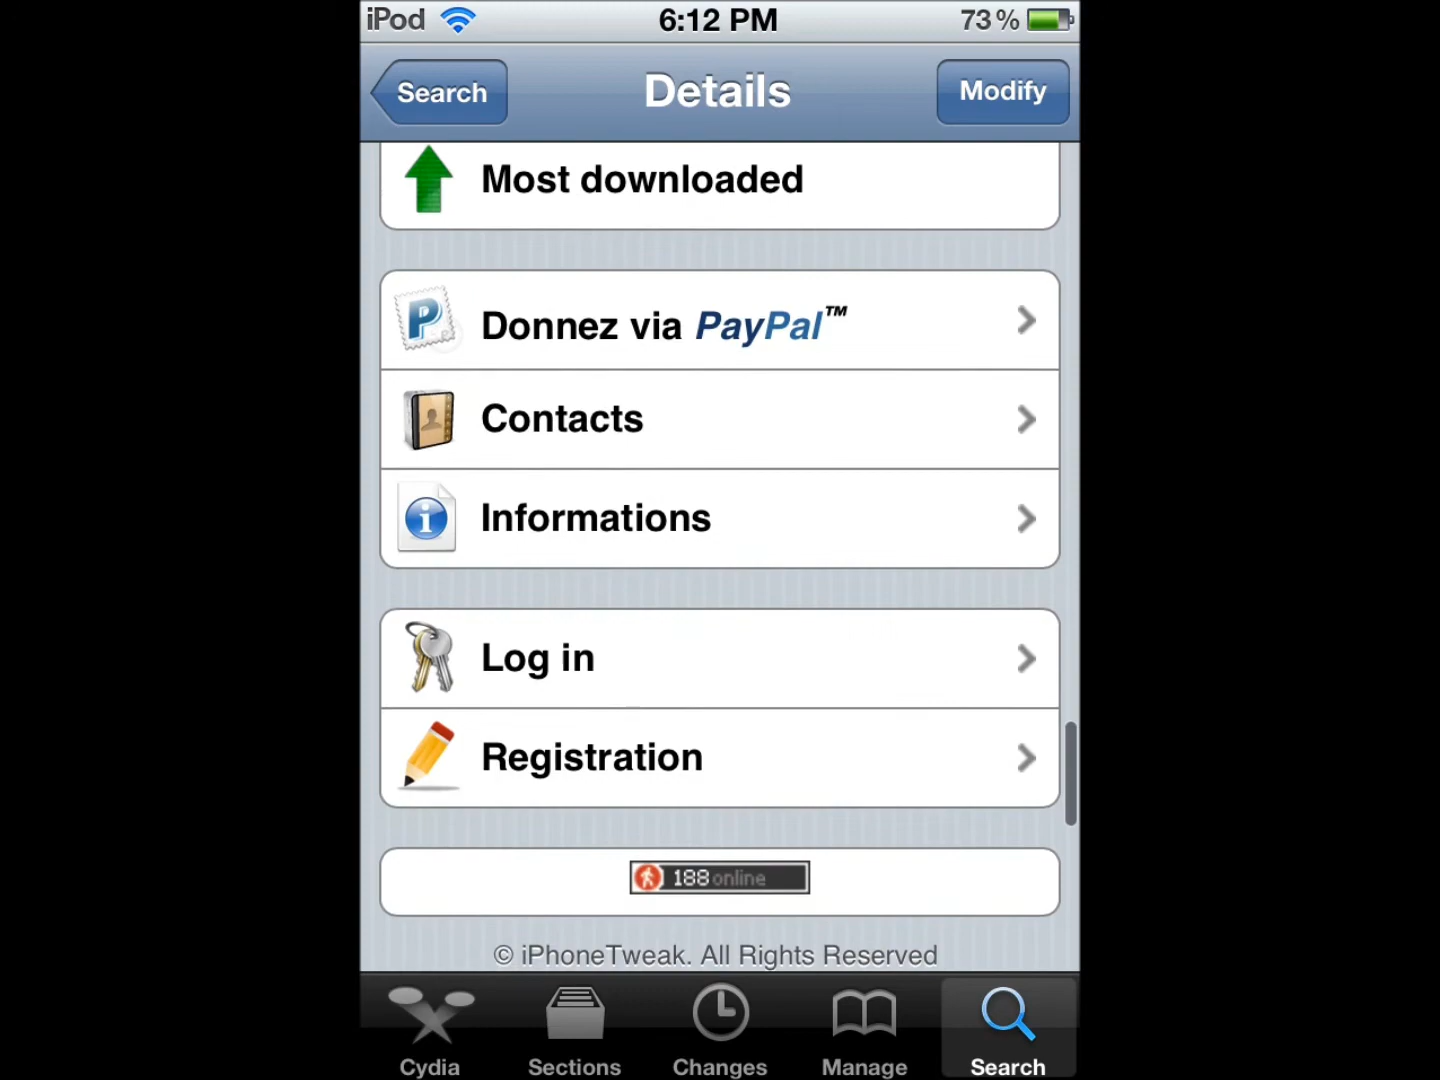 iPod 6:12 PM 73 %
Search Details Modify
Most downloaded
Donnez via PayPal™
Contacts
Informations
Log in
Registration
188 online
© iPhoneTweak. All Rights Reserved
Cydia Sections Changes Manage Search